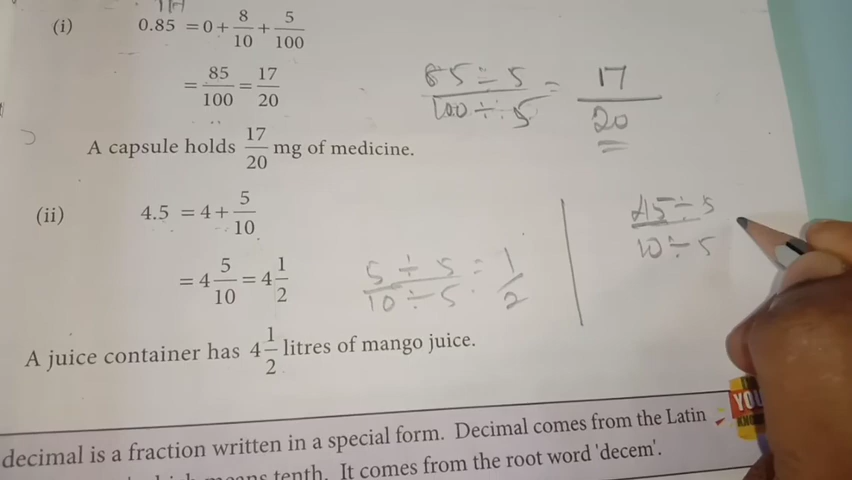 (i) 0.85 = 0 + 8/10 + 5/100
= 85/100 = 17/20
85 ÷ 5 / 100 ÷ 5 = 17/20
A capsule holds 17/20 mg of medicine.
(ii) 4.5 = 4 + 5/10
= 4 5/10 = 4 1/2
5 ÷ 5 / 10 ÷ 5 = 1/2
45 ÷ 5 / 10 ÷ 5
A juice container has 4 1/2 litres of mango juice.
YOU
decimal is a fraction written in a special form. Decimal comes from the Latin
means tenth. It comes from the root word 'decem'.